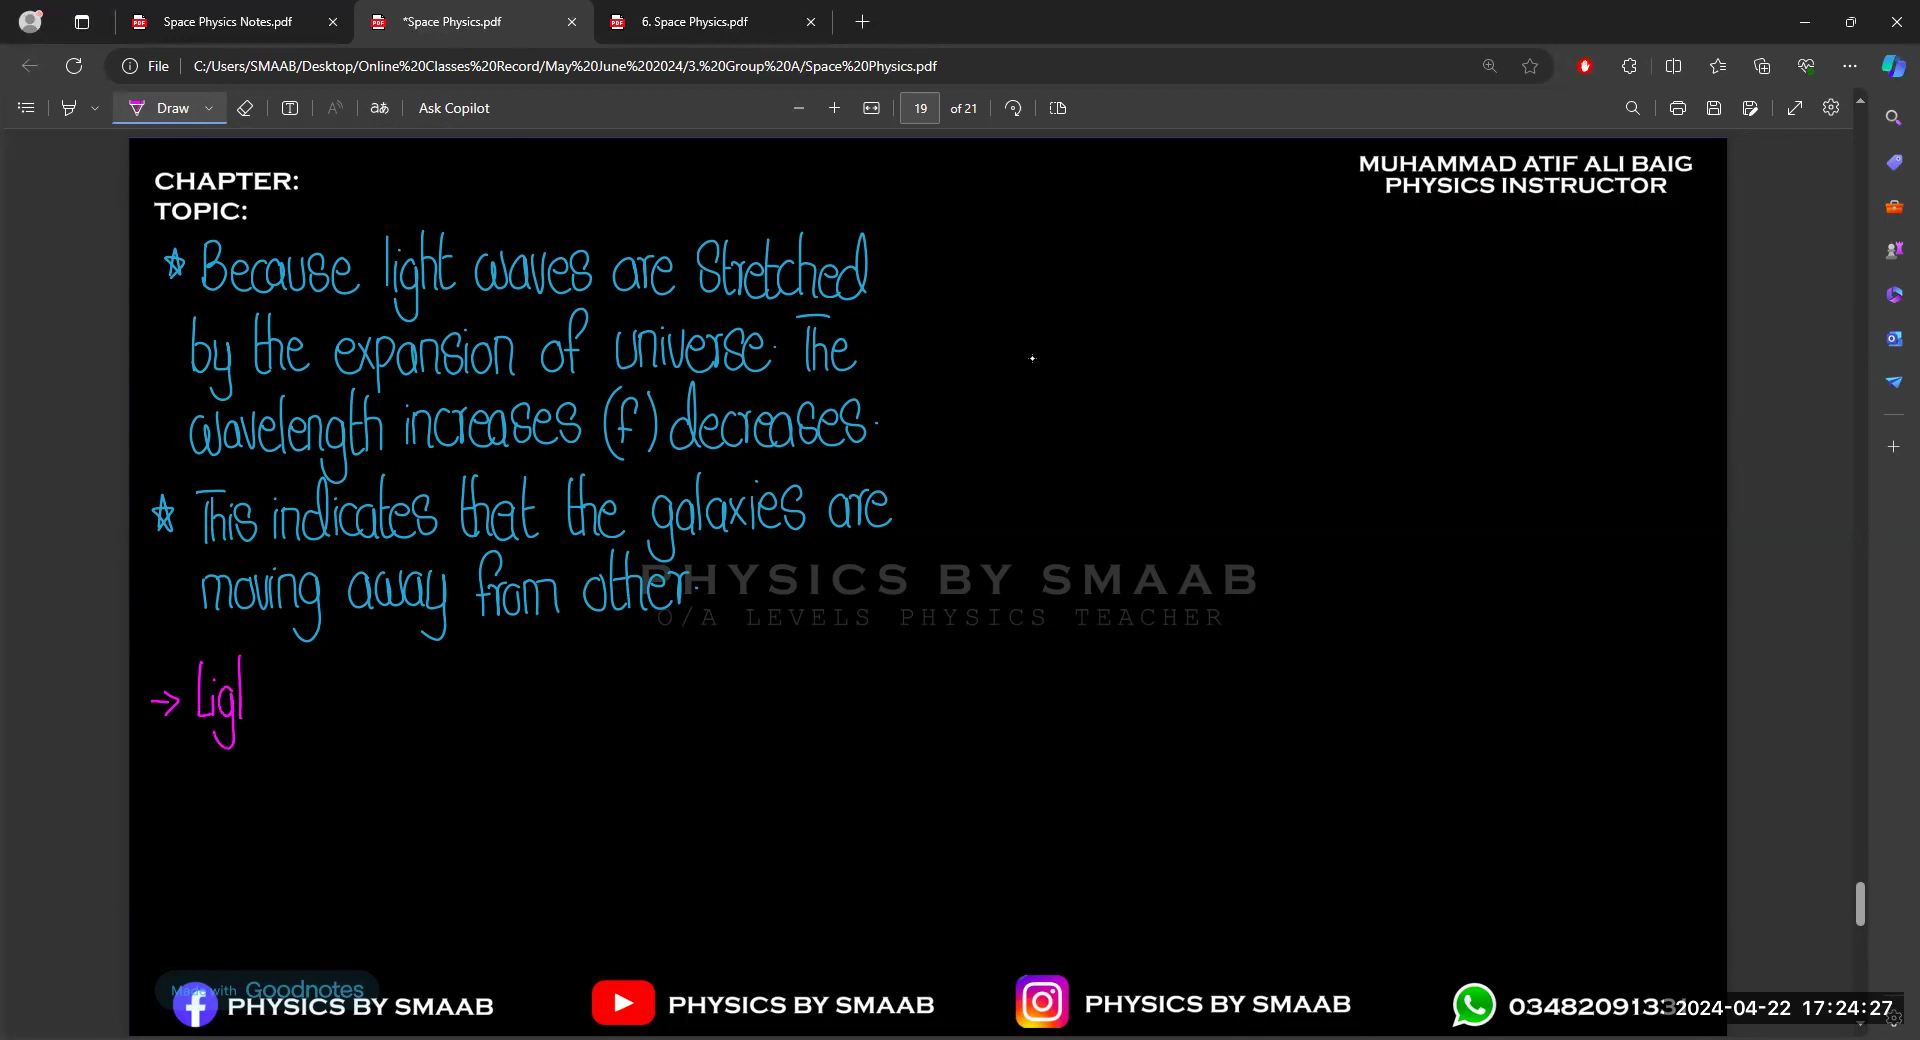 Space Physics Notes.pdf
*Space Physics.pdf
6. Space Physics.pdf
File
C:/Users/SMAAB/Desktop/Online%20Classes%20Record/May%20June%202024/3.%20Group%20A/Space%20Physics.pdf
Draw
aあ
Ask Copilot
19 of 21
CHAPTER:
TOPIC:
MUHAMMAD ATIF ALI BAIG
PHYSICS INSTRUCTOR
Because light waves are Stretched
by the expansion of universe. The
wavelength increases (f) decreases.
This indicates that the galaxies are
moving away from other.
PHYSICS BY SMAAB
O/A LEVELS PHYSICS TEACHER
→ Ligl
Made with Goodnotes
PHYSICS BY SMAAB
PHYSICS BY SMAAB
PHYSICS BY SMAAB
0348209133
2024-04-22 17:24:27